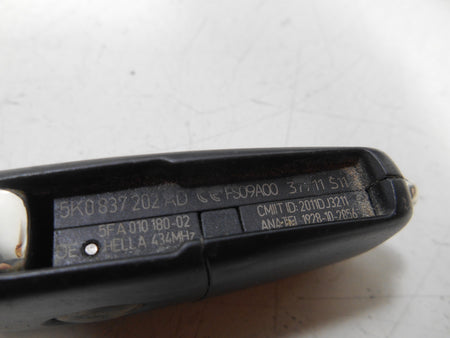 5K0 837 202 AD CE FS09A00 37 11 S11
5FA 010 180-02
HELLA 434MHz
CMIIT ID: 2011DJ3211
ANATEL 1928-10-2856